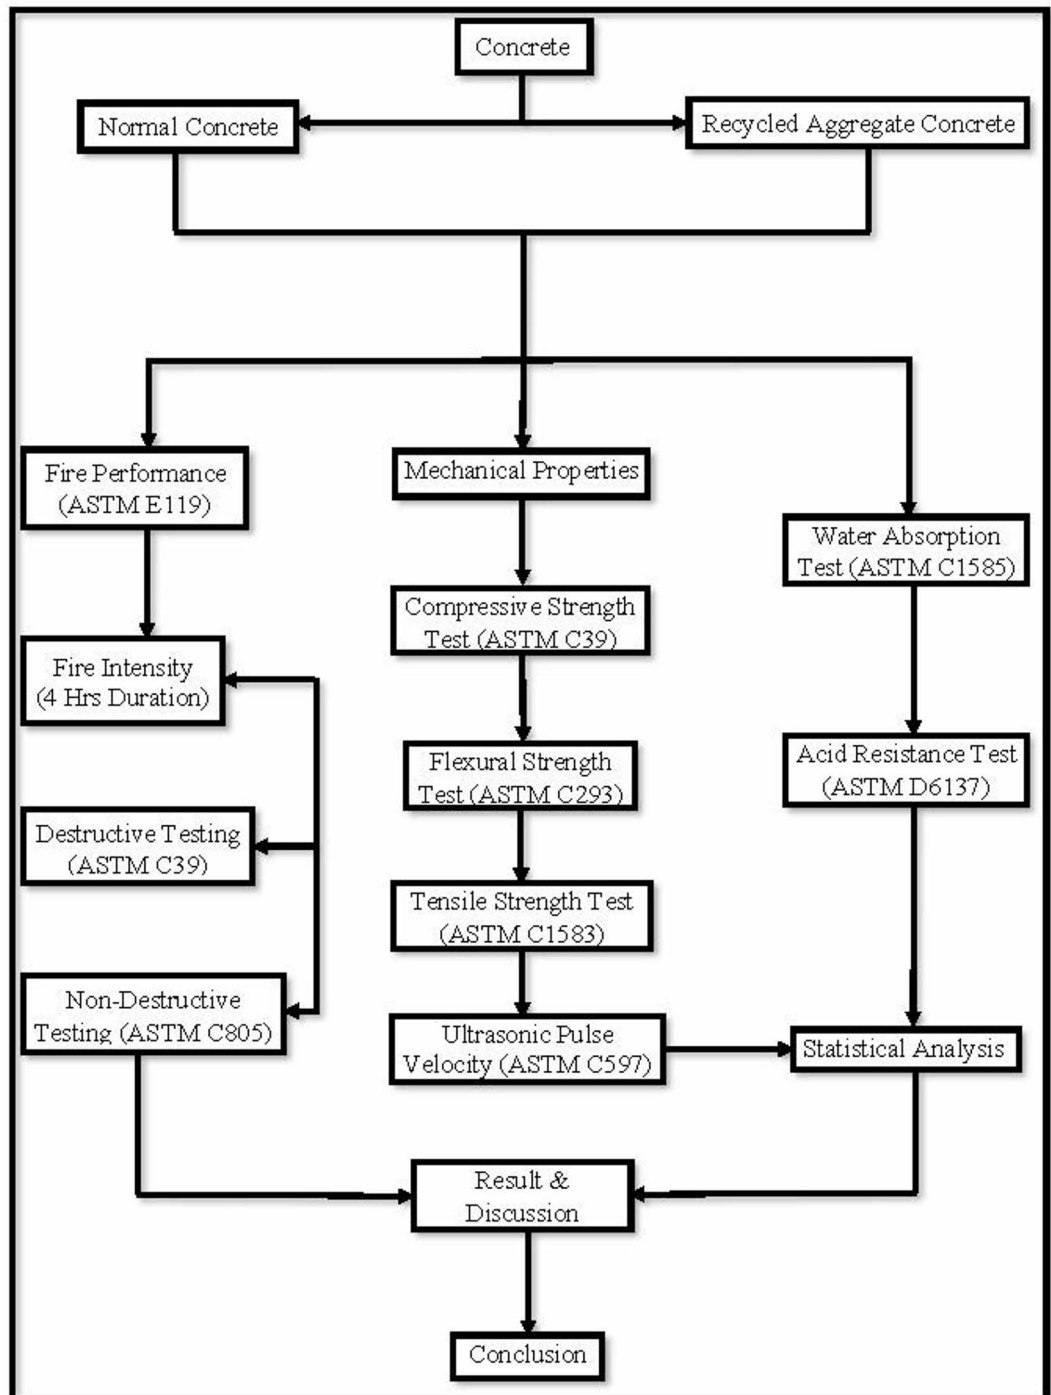 Concrete
Normal Concrete
Recycled Aggregate Concrete
Fire Performance
(ASTM E119)
Mechanical Properties
Water Absorption
Test (ASTM C1585)
Compressive Strength
Test (ASTM C39)
Fire Intensity
(4 Hrs Duration)
Flexural Strength
Test (ASTM C293)
Acid Resistance Test
(ASTM D6137)
Destructive Testing
(ASTM C39)
Tensile Strength Test
(ASTM C1583)
Non-Destructive
Testing (ASTM C805)
Ultrasonic Pulse
Velocity (ASTM C597)
Statistical Analysis
Result &
Discussion
Conclusion